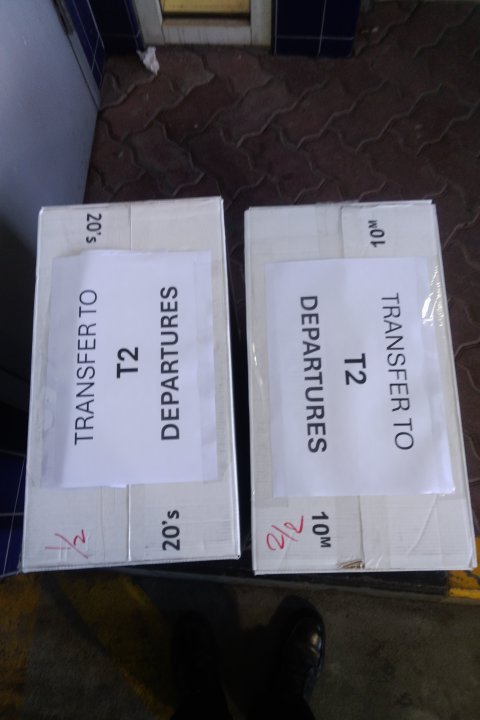 20's
TRANSFER TO
T2
DEPARTURES
1/2
20's
10M
TRANSFER TO
T2
DEPARTURES
2/2
10M